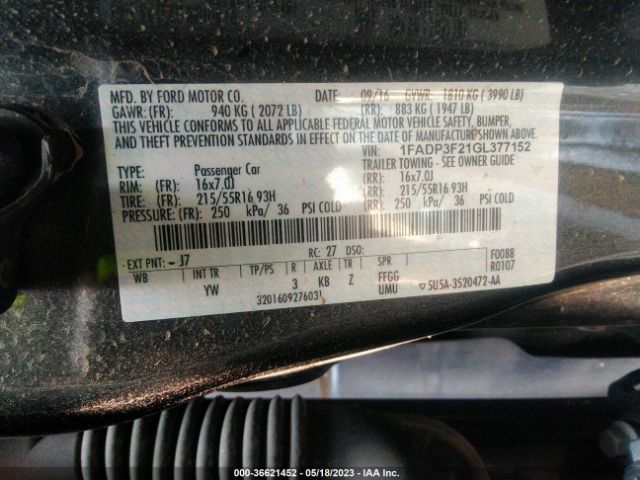 MFD. BY FORD MOTOR CO. DATE: 09/16 GVWR: 1810 KG ( 3990 LB)
GAWR: (FR): 940 KG ( 2072 LB) (RR): 883 KG ( 1947 LB)
THIS VEHICLE CONFORMS TO ALL APPLICABLE FEDERAL MOTOR VEHICLE SAFETY, BUMPER,
AND THEFT PREVENTION STANDARDS IN EFFECT ON THE DATE OF MANUFACTURE SHOWN ABOVE.
VIN: 1FADP3F21GL377152
TYPE: Passenger Car TRAILER TOWING - SEE OWNER GUIDE
RIM: (FR): 16x7.0J (RR): 16x7.0J
TIRE: (FR): 215/55R16 93H (RR): 215/55R16 93H
PRESSURE: (FR) 250 kPa/ 36 PSI COLD (RR) 250 kPa/ 36 PSI COLD
EXT PNT: J7 RC: 27 DSO: F0088
WB INT TR TP/PS R AXLE TR SPR R0107
YW 3 KB Z FFGG
UMU 5U5A-3520472-AA
320160927603
000-36621452 - 05/18/2023 - IAA Inc.